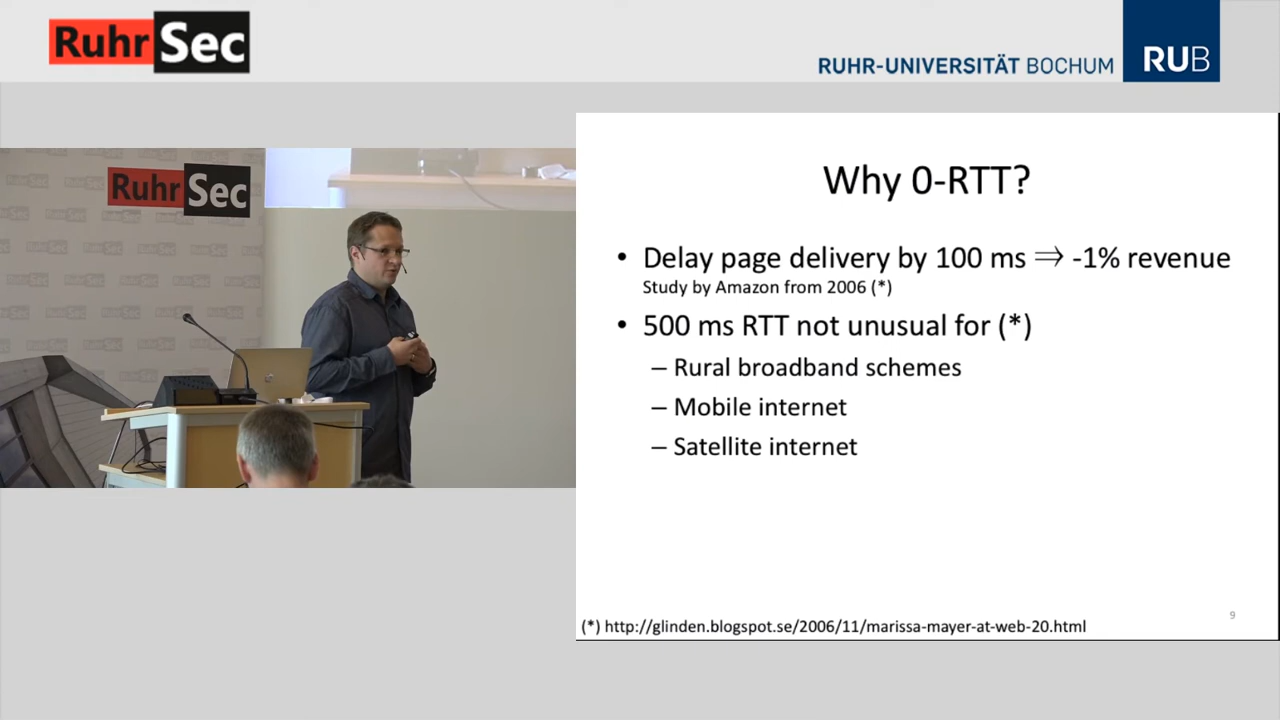 RuhrSec
RUHR-UNIVERSITÄT BOCHUM
RUB
RuhrSec
Why 0-RTT?
• Delay page delivery by 100 ms ⇒ -1% revenue
Study by Amazon from 2006 (*)
• 500 ms RTT not unusual for (*)
– Rural broadband schemes
– Mobile internet
– Satellite internet
9
(*) http://glinden.blogspot.se/2006/11/marissa-mayer-at-web-20.html